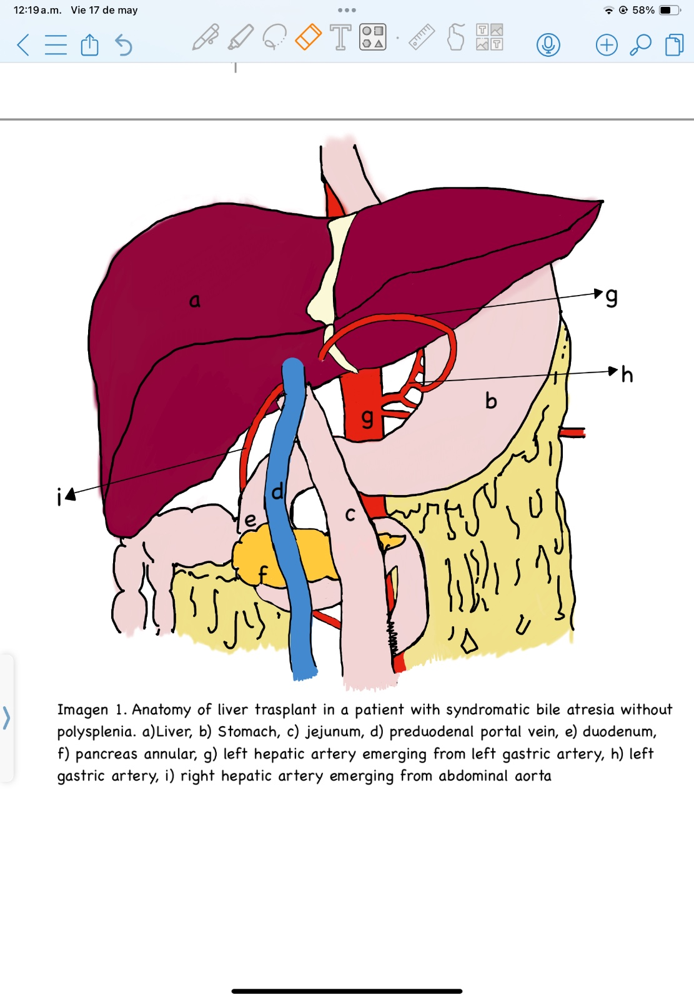 12:19 a.m. Vie 17 de may
58%
a
g
h
b
g
i
d
e
c
f
Imagen 1. Anatomy of liver trasplant in a patient with syndromatic bile atresia without
polysplenia. a)Liver, b) Stomach, c) jejunum, d) preduodenal portal vein, e) duodenum,
f) pancreas annular, g) left hepatic artery emerging from left gastric artery, h) left
gastric artery, i) right hepatic artery emerging from abdominal aorta